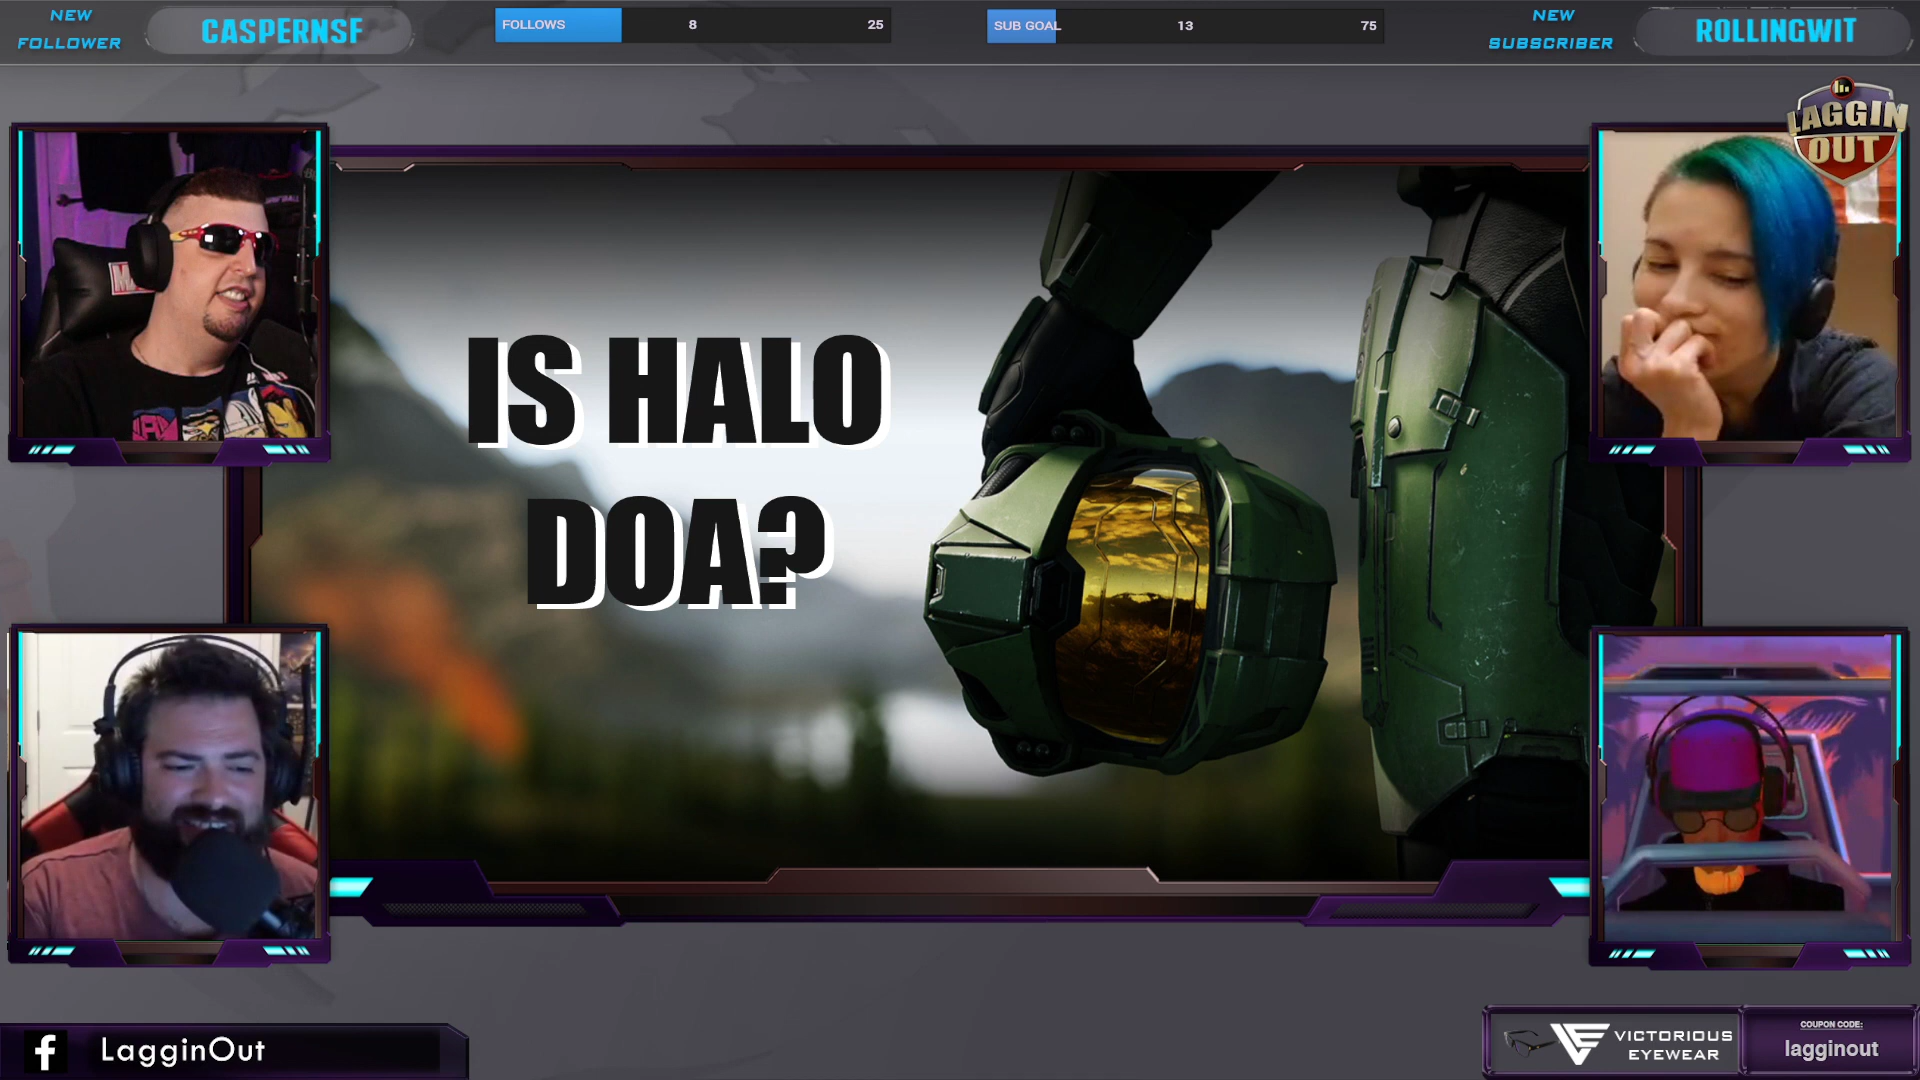 NEW
FOLLOWER
CASPERNSF
FOLLOWS 8 25
SUB GOAL 13 75
NEW
SUBSCRIBER
ROLLINGWIT
LAGGIN
OUT
IS HALO
DOA?
LagginOut
VICTORIOUS
EYEWEAR
COUPON CODE:
lagginout